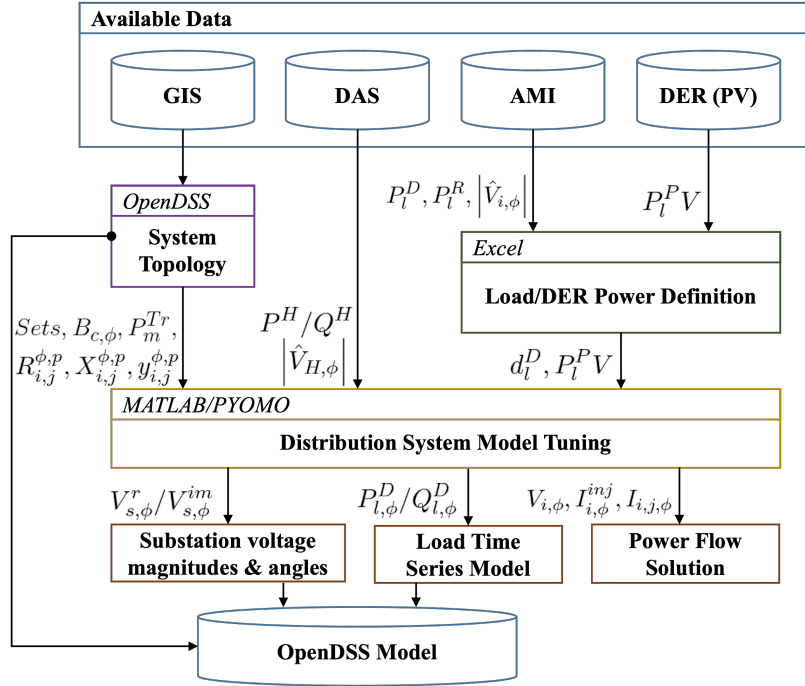 Available Data
GIS
DAS
AMI
DER (PV)
P_l^D, P_l^R, |V̂_{i,ϕ}|
P_l^P V
OpenDSS
System
Topology
Excel
Load/DER Power Definition
Sets, B_{c,ϕ}, P_m^{Tr},
R_{i,j}^{ϕ,p}, X_{i,j}^{ϕ,p}, y_{i,j}^{ϕ,p}
P^H/Q^H
|V̂_{H,ϕ}|
d_l^D, P_l^P V
MATLAB/PYOMO
Distribution System Model Tuning
V_{s,ϕ}^r/V_{s,ϕ}^{im}
P_{l,ϕ}^D/Q_{l,ϕ}^D
V_{i,ϕ}, I_{i,ϕ}^{inj}, I_{i,j,ϕ}
Substation voltage
magnitudes & angles
Load Time
Series Model
Power Flow
Solution
OpenDSS Model